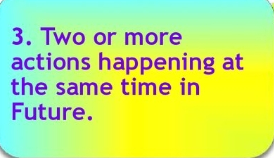 3. Two or more
actions happening at
the same time in
Future.